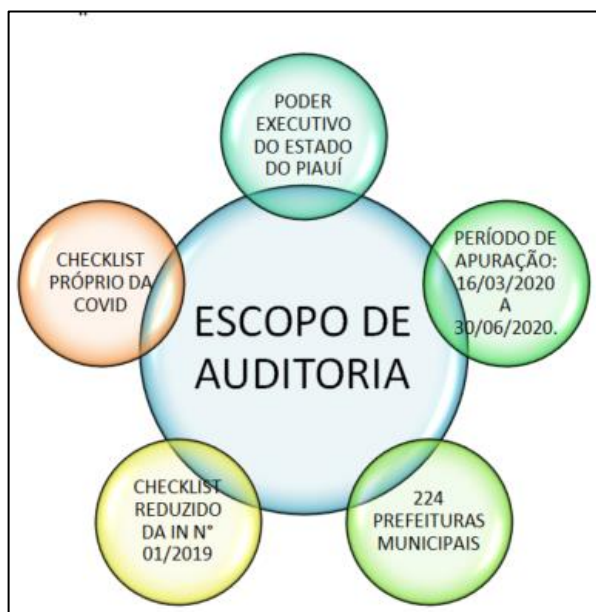 PODER
EXECUTIVO
DO ESTADO
DO PIAUÍ
PERÍODO DE
APURAÇÃO:
16/03/2020
A
30/06/2020.
224
PREFEITURAS
MUNICIPAIS
CHECKLIST
REDUZIDO
DA IN N°
01/2019
CHECKLIST
PRÓPRIO DA
COVID
ESCOPO DE
AUDITORIA